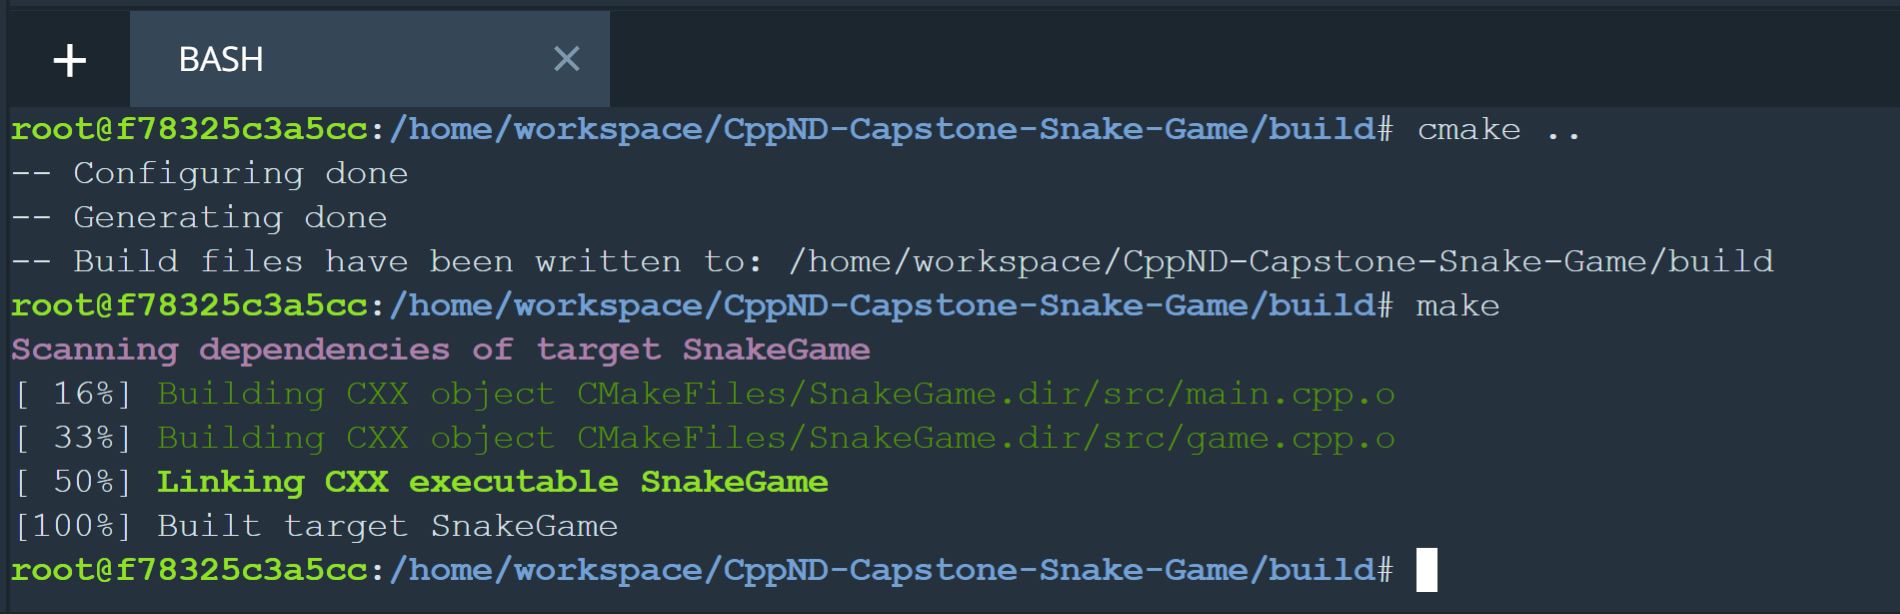 BASH
root@f78325c3a5cc:/home/workspace/CppND-Capstone-Snake-Game/build# cmake ..
-- Configuring done
-- Generating done
-- Build files have been written to: /home/workspace/CppND-Capstone-Snake-Game/build
root@f78325c3a5cc:/home/workspace/CppND-Capstone-Snake-Game/build# make
Scanning dependencies of target SnakeGame
[ 16%] Building CXX object CMakeFiles/SnakeGame.dir/src/main.cpp.o
[ 33%] Building CXX object CMakeFiles/SnakeGame.dir/src/game.cpp.o
[ 50%] Linking CXX executable SnakeGame
[100%] Built target SnakeGame
root@f78325c3a5cc:/home/workspace/CppND-Capstone-Snake-Game/build#